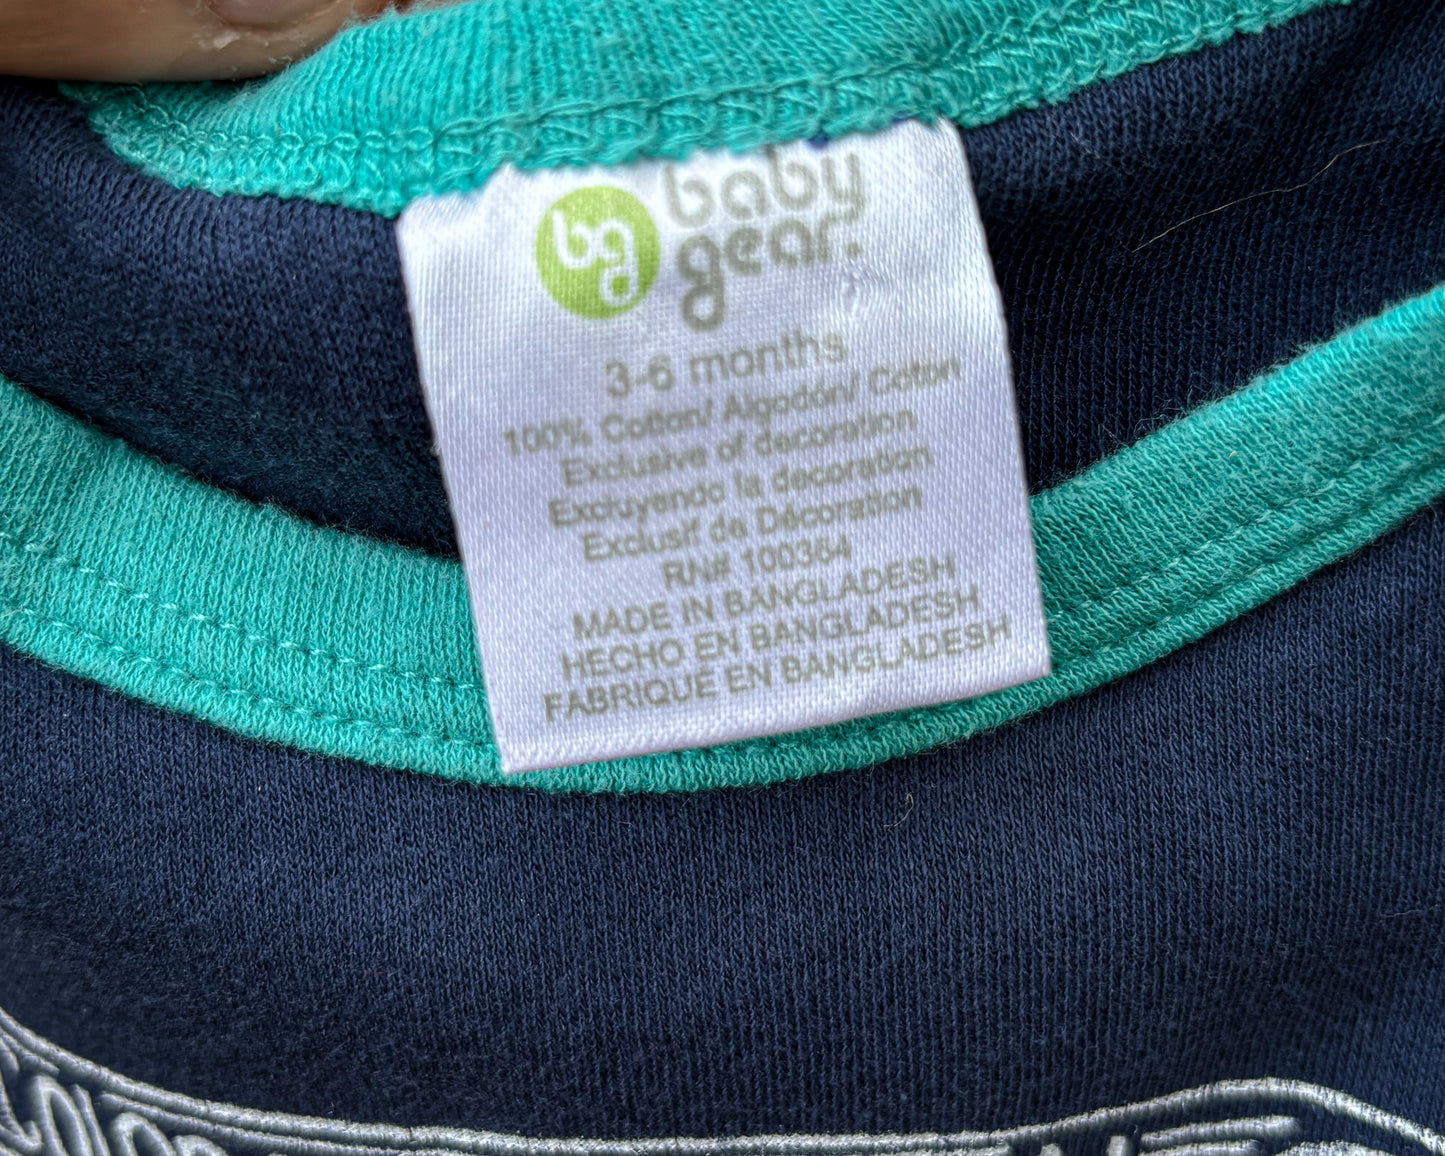 bg baby
gear.
3-6 months
100% Cotton/ Algodón/ Coton
Exclusive of decoration
Excluyendo la decoration
Exclusif de Décoration
RN# 100364
MADE IN BANGLADESH
HECHO EN BANGLADESH
FABRIQUE EN BANGLADESH